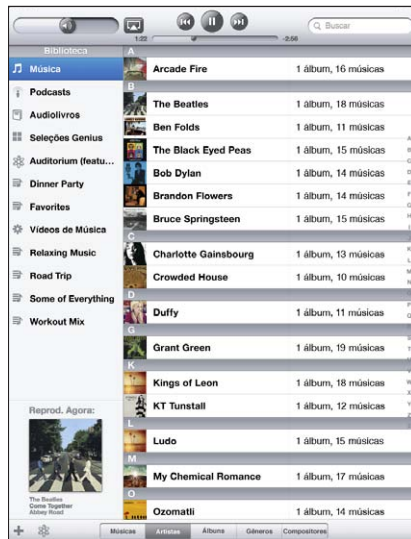 1:22
-2:56
Buscar
Biblioteca
Música
Podcasts
Audiolivros
Seleções Genius
Auditorium (featu...
Dinner Party
Favorites
Vídeos de Música
Relaxing Music
Road Trip
Some of Everything
Workout Mix
Reprod. Agora:
The Beatles
Come Together
Abbey Road
A
Arcade Fire 1 álbum, 16 músicas
B
The Beatles 1 álbum, 18 músicas
Ben Folds 1 álbum, 11 músicas
The Black Eyed Peas 1 álbum, 15 músicas
Bob Dylan 1 álbum, 14 músicas
Brandon Flowers 1 álbum, 14 músicas
Bruce Springsteen 1 álbum, 15 músicas
C
Charlotte Gainsbourg 1 álbum, 13 músicas
Crowded House 1 álbum, 10 músicas
D
Duffy 1 álbum, 11 músicas
G
Grant Green 1 álbum, 19 músicas
K
Kings of Leon 1 álbum, 18 músicas
KT Tunstall 1 álbum, 12 músicas
L
Ludo 1 álbum, 15 músicas
M
My Chemical Romance 1 álbum, 17 músicas
O
Ozomatli 1 álbum, 14 músicas
Músicas Artistas Álbuns Gêneros Compositores